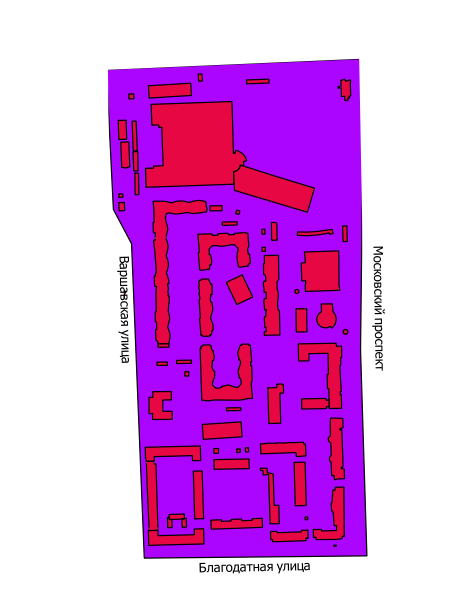 Московский проспект
Варшавская улица
Благодатная улица